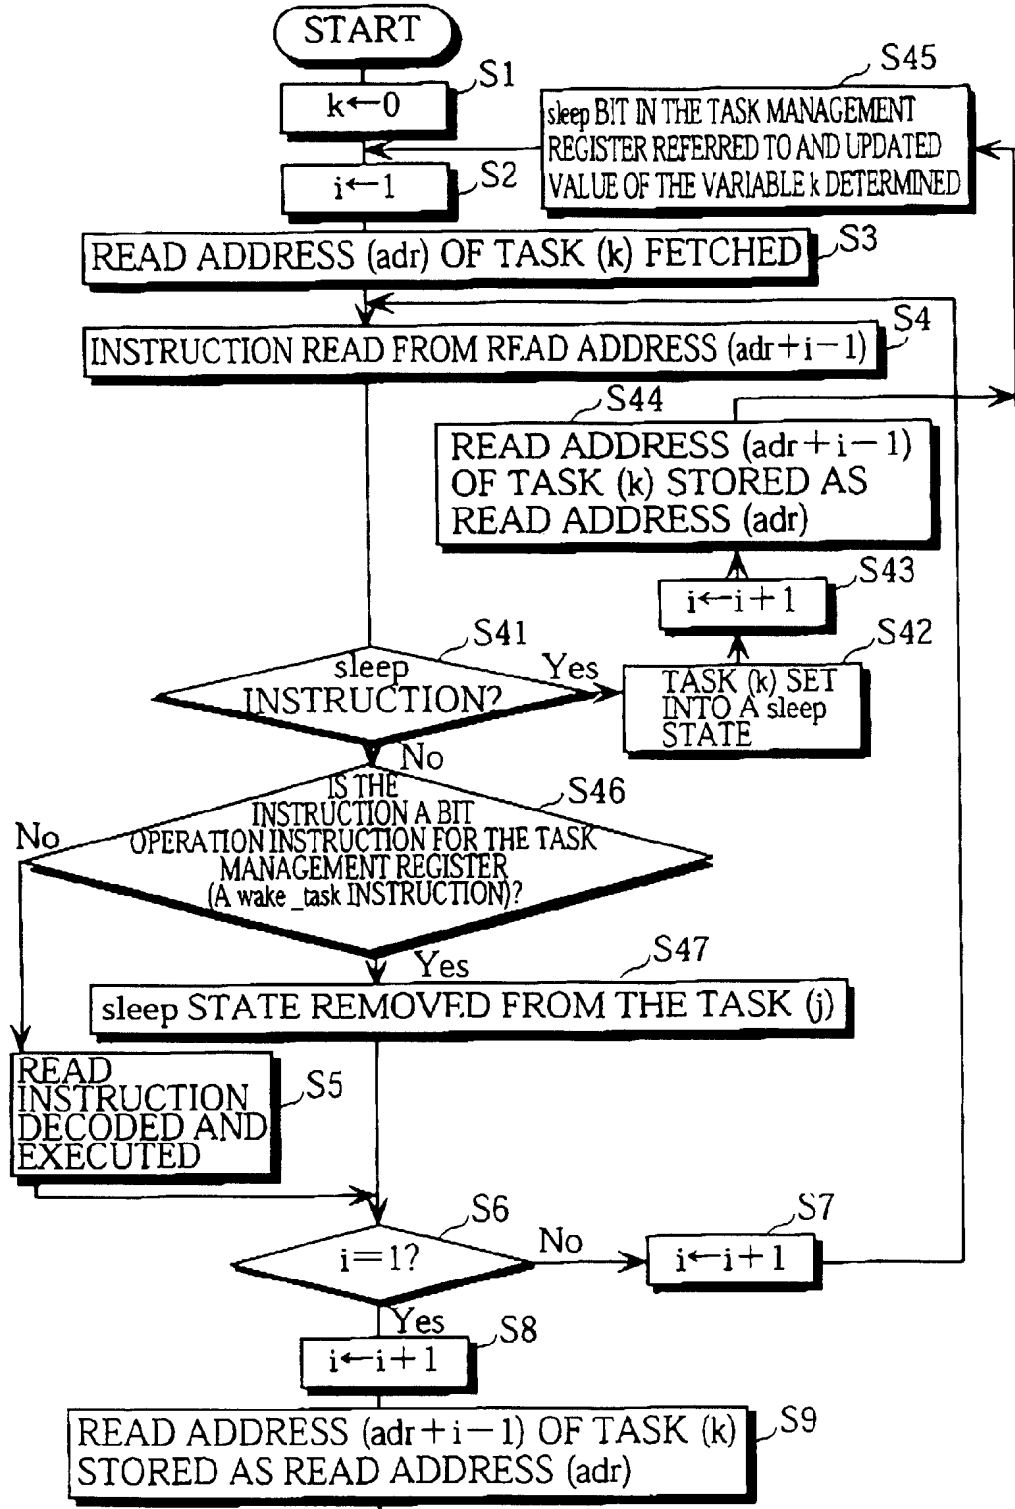 START
S1
k←0
S45
sleep BIT IN THE TASK MANAGEMENT
REGISTER REFERRED TO AND UPDATED
VALUE OF THE VARIABLE k DETERMINED
S2
i←1
S3
READ ADDRESS (adr) OF TASK (k) FETCHED
S4
INSTRUCTION READ FROM READ ADDRESS (adr+i−1)
S44
READ ADDRESS (adr+i−1)
OF TASK (k) STORED AS
READ ADDRESS (adr)
S43
i←i+1
S41
sleep
INSTRUCTION?
Yes
S42
TASK (k) SET
INTO A sleep
STATE
No
S46
IS THE
INSTRUCTION A BIT
OPERATION INSTRUCTION FOR THE TASK
MANAGEMENT REGISTER
(A wake_task INSTRUCTION)?
No
Yes
S47
sleep STATE REMOVED FROM THE TASK (j)
S5
READ
INSTRUCTION
DECODED AND
EXECUTED
S6
i=1?
No
S7
i←i+1
Yes
S8
i←i+1
S9
READ ADDRESS (adr+i−1) OF TASK (k)
STORED AS READ ADDRESS (adr)